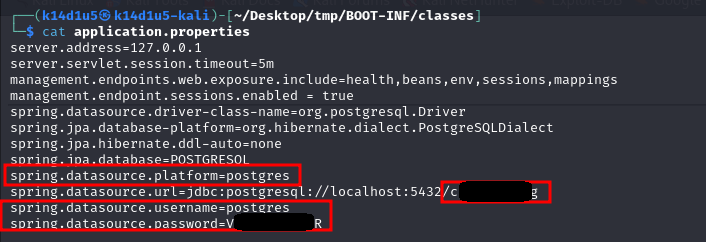 (k14d1u5㉿k14d1u5-kali)-[~/Desktop/tmp/BOOT-INF/classes]
$ cat application.properties
server.address=127.0.0.1
server.servlet.session.timeout=5m
management.endpoints.web.exposure.include=health,beans,env,sessions,mappings
management.endpoint.sessions.enabled = true
spring.datasource.driver-class-name=org.postgresql.Driver
spring.jpa.database-platform=org.hibernate.dialect.PostgreSQLDialect
spring.jpa.hibernate.ddl-auto=none
spring.jpa.database=POSTGRESQL
spring.datasource.platform=postgres
spring.datasource.url=jdbc:postgresql://localhost:5432/c g
spring.datasource.username=postgres
spring.datasource.password=V R